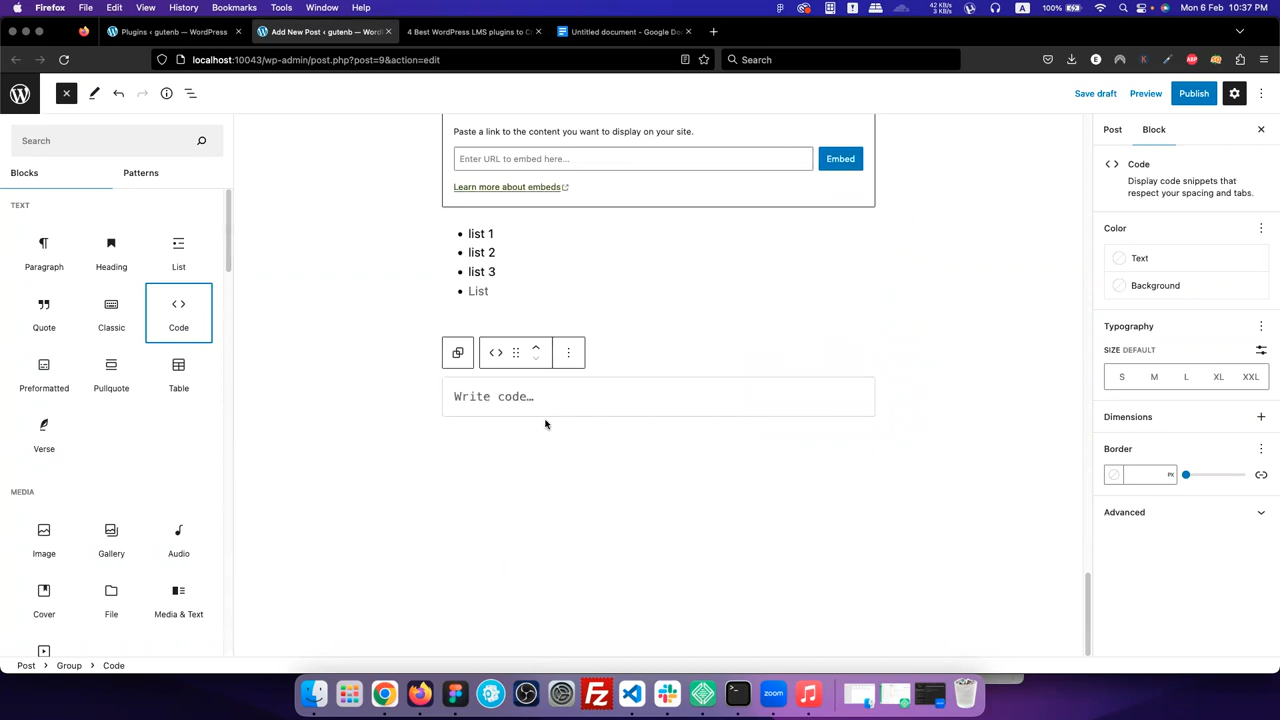 Firefox File Edit View History Bookmarks Tools Window Help
42 KB/s
A
100%
Mon 6 Feb 10:37 PM
Plugins ‹ gutenb — WordPress
Add New Post ‹ gutenb — Word
4 Best WordPress LMS plugins to C
Untitled document - Google Do
localhost:10043/wp-admin/post.php?post=9&action=edit
Search
E
K
ABP
Save draft
Preview
Publish
Search
Blocks
Patterns
TEXT
Paragraph
Heading
List
Quote
Classic
Code
Preformatted
Pullquote
Table
Verse
MEDIA
Image
Gallery
Audio
Cover
File
Media & Text
Paste a link to the content you want to display on your site.
Enter URL to embed here…
Embed
Learn more about embeds
• list 1
• list 2
• list 3
• List
Write code…
Post
Block
Code
Display code snippets that
respect your spacing and tabs.
Color
Text
Background
Typography
SIZE DEFAULT
S M L XL XXL
Dimensions
Border
PX
Advanced
Post
Group
Code
Fz
zoom